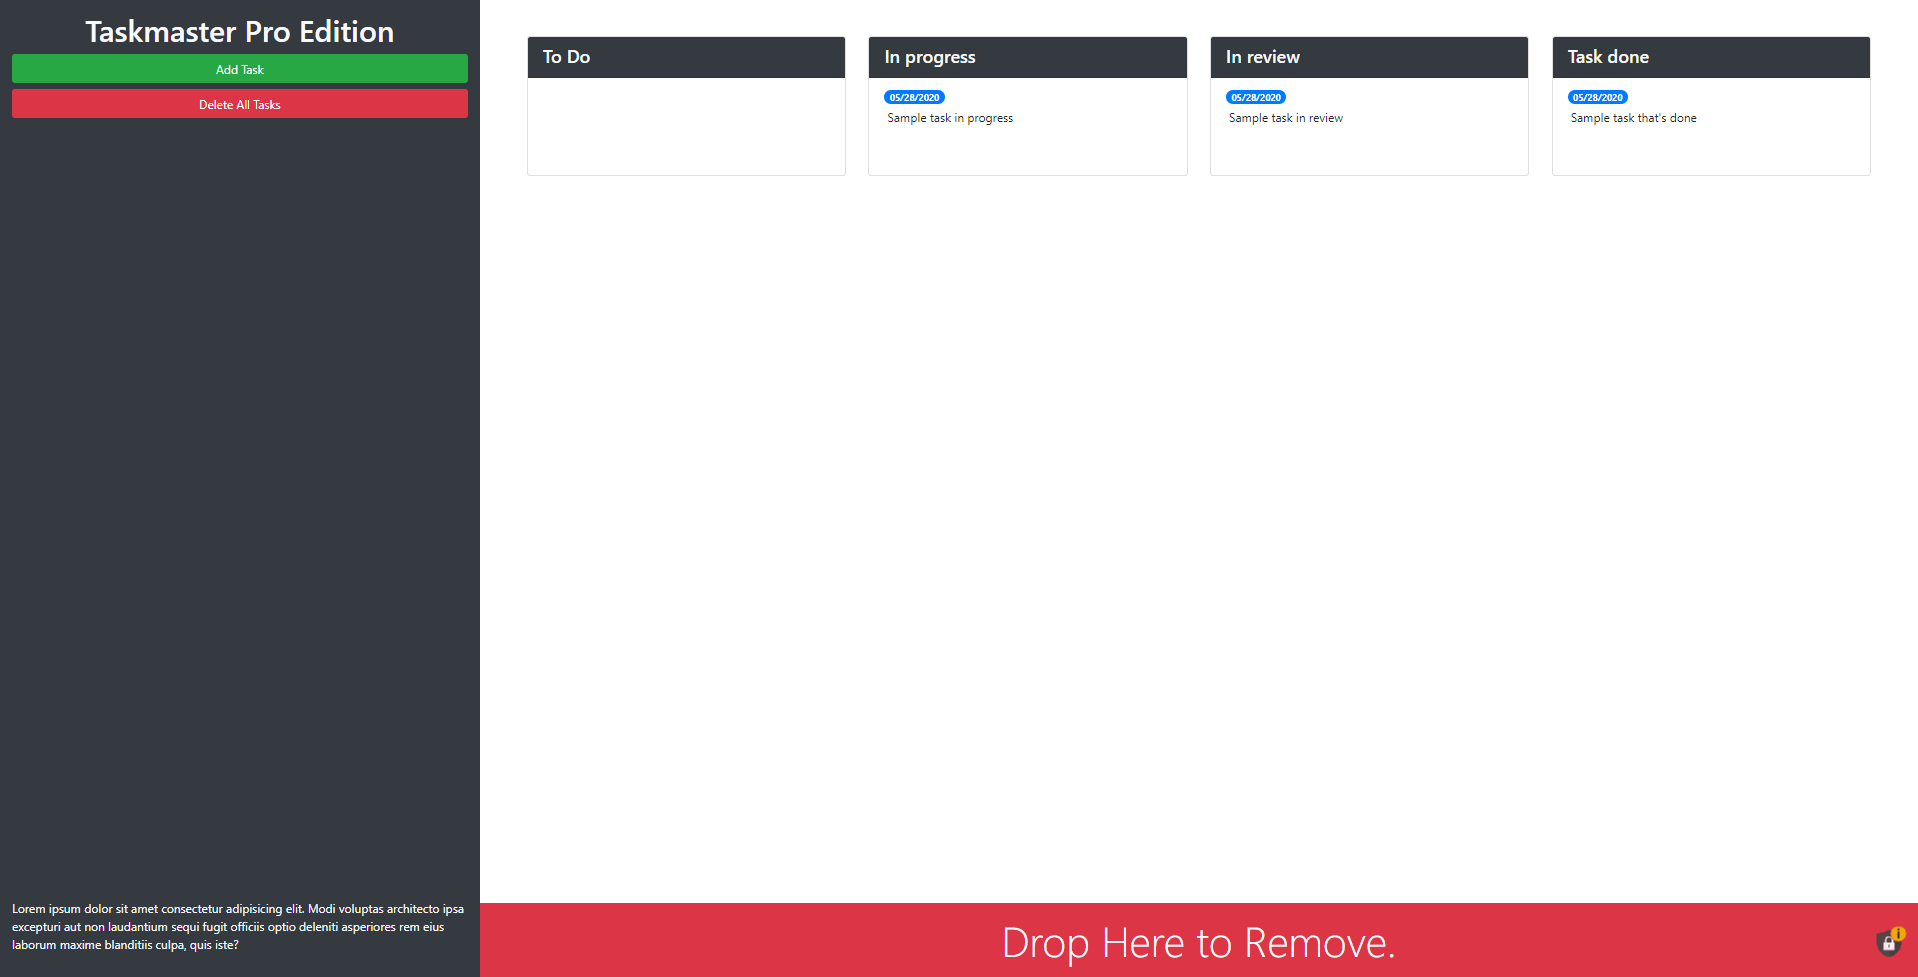 Taskmaster Pro Edition
Add Task
Delete All Tasks
Lorem ipsum dolor sit amet consectetur adipisicing elit. Modi voluptas architecto ipsa
excepturi aut non laudantium sequi fugit officiis optio deleniti asperiores rem eius
laborum maxime blanditiis culpa, quis iste?
To Do
In progress
05/28/2020
Sample task in progress
In review
05/28/2020
Sample task in review
Task done
05/28/2020
Sample task that's done
Drop Here to Remove.
i